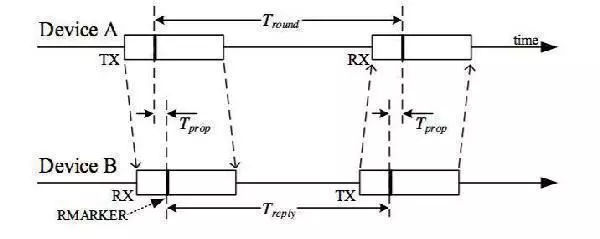 Device A
T_round
time
TX
RX
T_prop
T_prop
Device B
RX
TX
RMARKER
T_reply